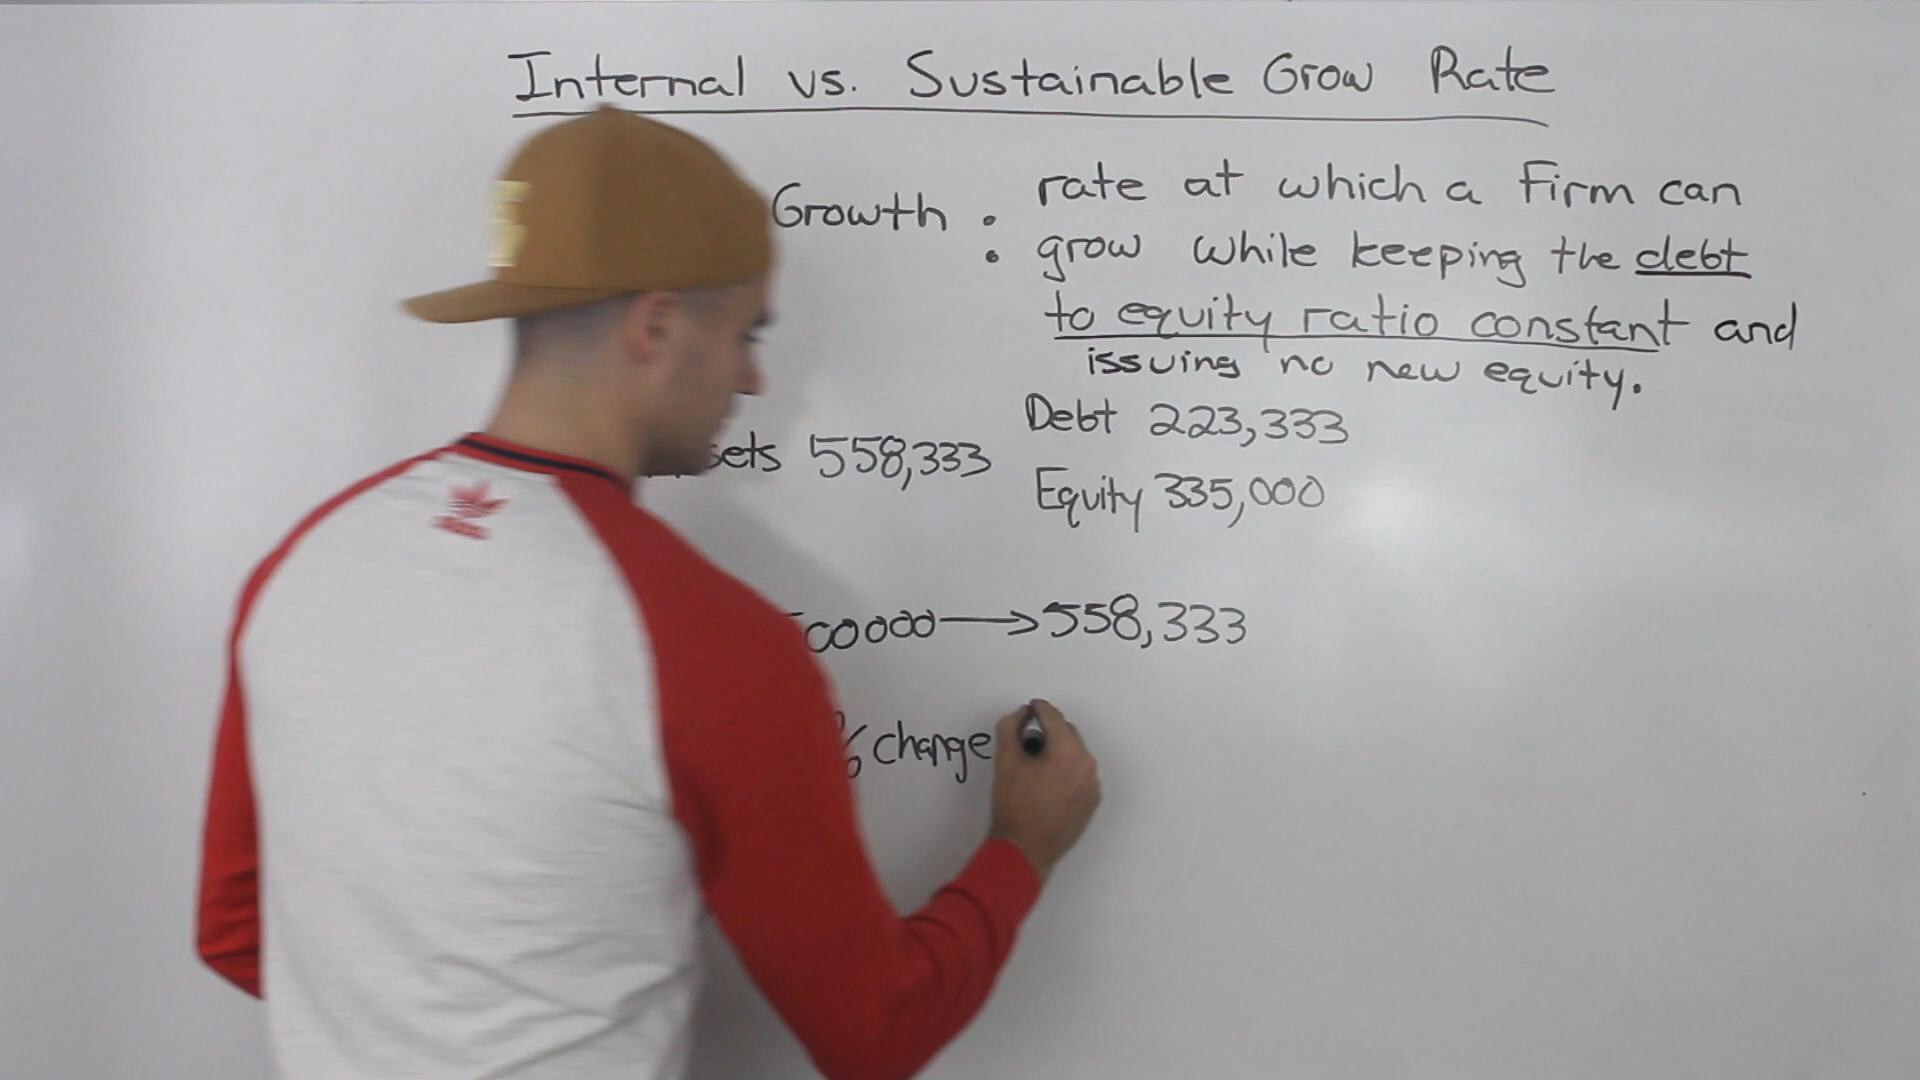 Internal vs. Sustainable Grow Rate
Growth : rate at which a firm can
grow while keeping the debt
to equity ratio constant and
issuing no new equity.
Debt 223,333
sets 558,333
Equity 335,000
00000 → 558,333
% change